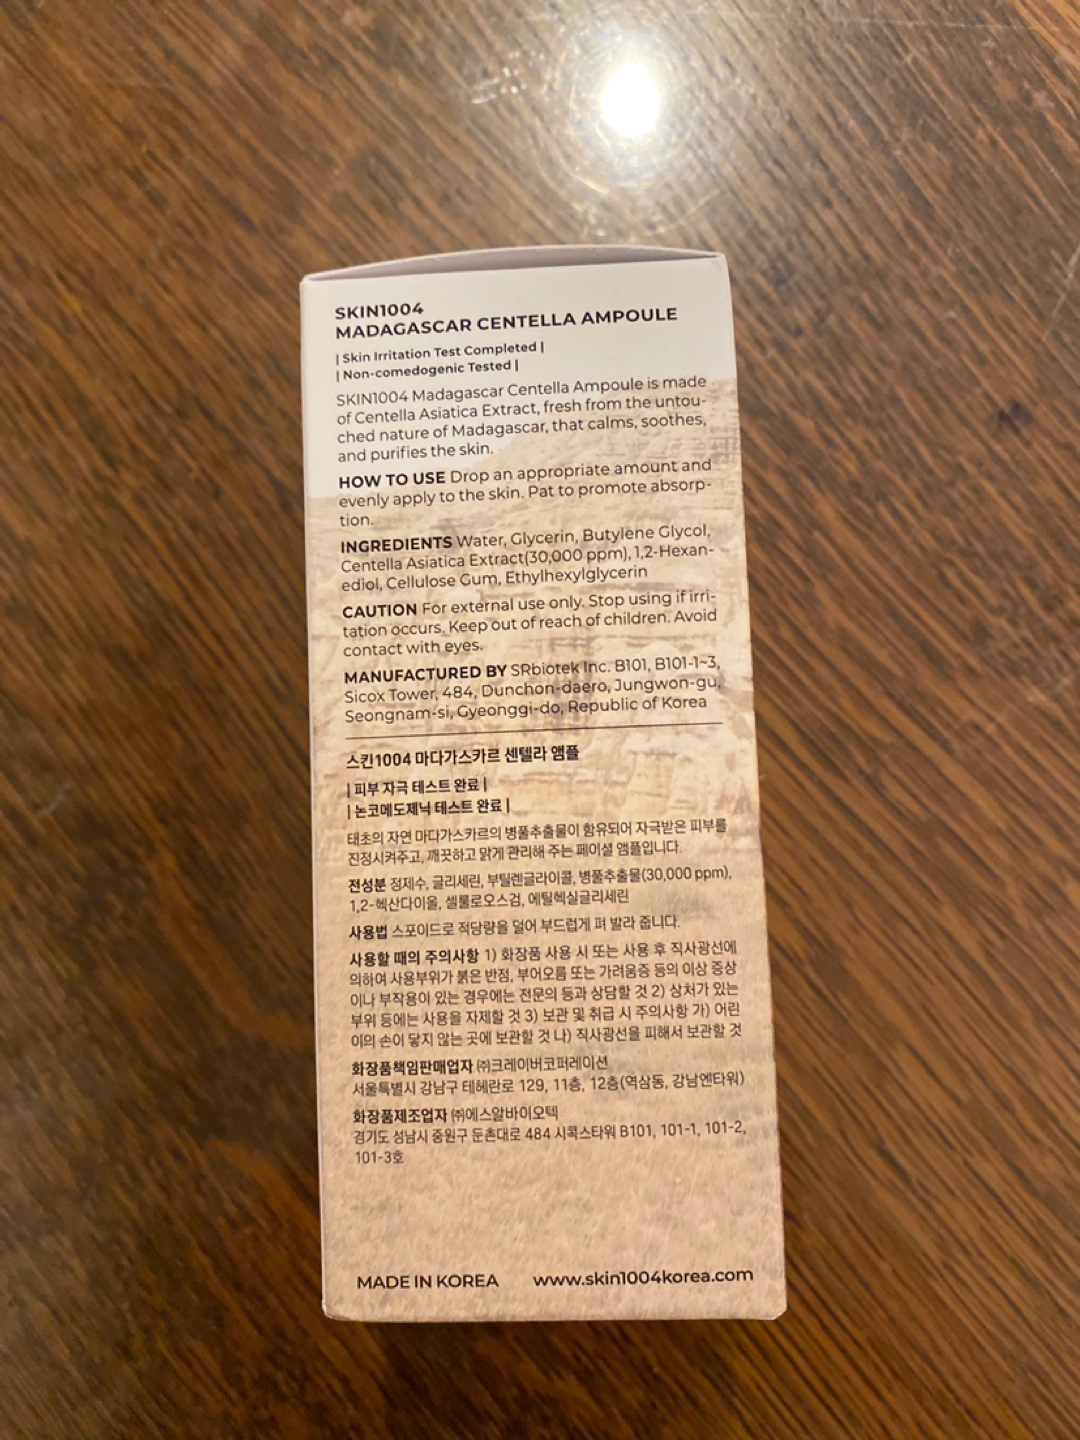 SKIN1004
MADAGASCAR CENTELLA AMPOULE
| Skin Irritation Test Completed |
| Non-comedogenic Tested |
SKIN1004 Madagascar Centella Ampoule is made
of Centella Asiatica Extract, fresh from the untou-
ched nature of Madagascar, that calms, soothes,
and purifies the skin.
HOW TO USE Drop an appropriate amount and
evenly apply to the skin. Pat to promote absorp-
tion.
INGREDIENTS Water, Glycerin, Butylene Glycol,
Centella Asiatica Extract(30,000 ppm), 1,2-Hexan-
ediol, Cellulose Gum, Ethylhexylglycerin
CAUTION For external use only. Stop using if irri-
tation occurs. Keep out of reach of children. Avoid
contact with eyes.
MANUFACTURED BY SRbiotek Inc. B101, B101-1~3,
Sicox Tower, 484, Dunchon-daero, Jungwon-gu,
Seongnam-si, Gyeonggi-do, Republic of Korea
스킨1004 마다가스카르 센텔라 앰플
| 피부 자극 테스트 완료 |
| 논코메도제닉 테스트 완료 |
태초의 자연 마다가스카르의 병풀추출물이 함유되어 자극받은 피부를
진정시켜주고, 깨끗하고 맑게 관리해 주는 페이셜 앰플입니다.
전성분 정제수, 글리세린, 부틸렌글라이콜, 병풀추출물(30,000 ppm),
1,2-헥산다이올, 셀룰로오스검, 에틸헥실글리세린
사용법 스포이드로 적당량을 덜어 부드럽게 펴 발라 줍니다.
사용할 때의 주의사항 1) 화장품 사용 시 또는 사용 후 직사광선에
의하여 사용부위가 붉은 반점, 부어오름 또는 가려움증 등의 이상 증상
이나 부작용이 있는 경우에는 전문의 등과 상담할 것 2) 상처가 있는
부위 등에는 사용을 자제할 것 3) 보관 및 취급 시 주의사항 가) 어린
이의 손이 닿지 않는 곳에 보관할 것 나) 직사광선을 피해서 보관할 것
화장품책임판매업자 ㈜크레이버코퍼레이션
서울특별시 강남구 테헤란로 129, 11층, 12층(역삼동, 강남엔타워)
화장품제조업자 ㈜에스알바이오텍
경기도 성남시 중원구 둔촌대로 484 시콕스타워 B101, 101-1, 101-2,
101-3호
MADE IN KOREA www.skin1004korea.com